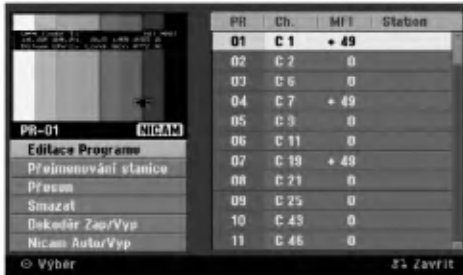 PR Ch. MFT Station
01 C 1 + 49
02 C 2 0
03 C 6 0
04 C 7 + 49
05 C 9 0
06 C 11 0
07 C 19 + 49
08 C 21 0
09 C 25 0
10 C 43 0
11 C 46 0
PR-01 NICAM
Editace Programu
Přejmenování stanice
Přesun
Smazat
Dekodér Zap/Vyp
Nicam Auto/Vyp
Výběr
Zavřít